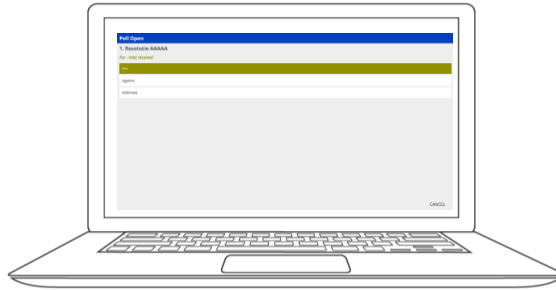 Poll Open
1. Resolutie AAAAA
For - Vote received
For
Against
Withheld
CANCEL